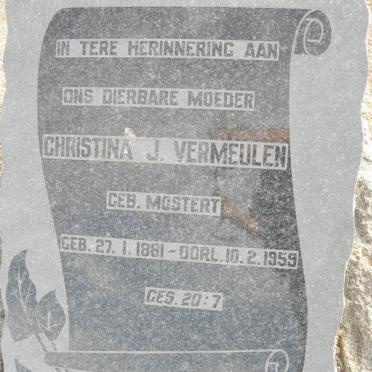 IN TERE HERINNERING AAN
ONS DIERBARE MOEDER
CHRISTINA J. VERMEULEN
GEB. MOSTERT
GEB. 27. 1. 1881 – OORL. 10. 2. 1959
GES. 20:7